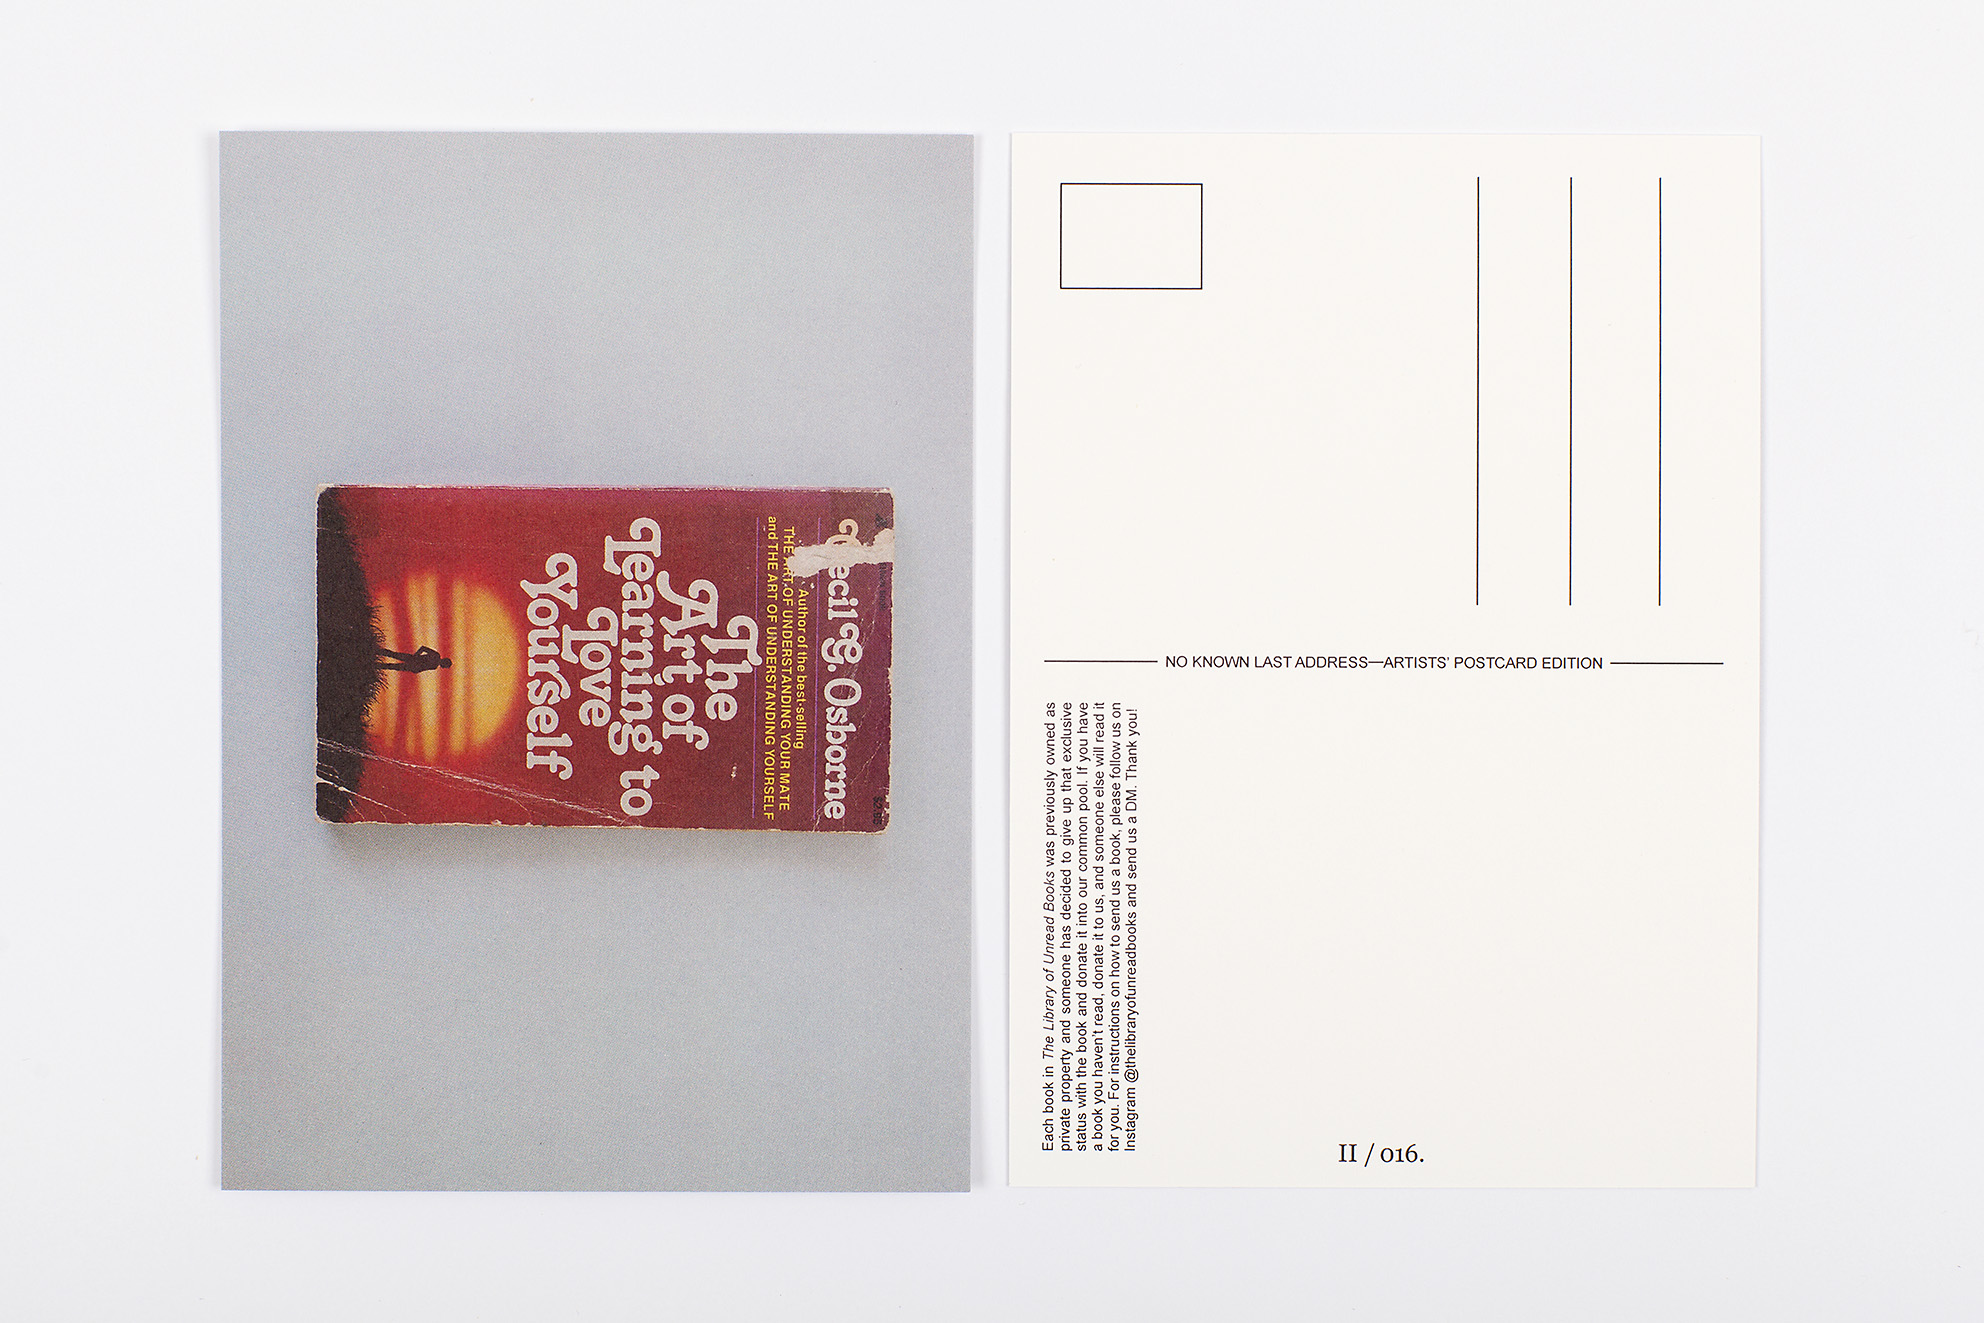 Cecil G. Osborne
Author of the best-selling
THE ART OF UNDERSTANDING YOUR MATE
and THE ART OF UNDERSTANDING YOURSELF
The
Art of
Learning to
Love
Yourself
NO KNOWN LAST ADDRESS—ARTISTS' POSTCARD EDITION
Each book in The Library of Unread Books was previously owned as
private property and someone has decided to give up that exclusive
status with the book and donate it into our common pool. If you have
a book you haven't read, donate it to us, and someone else will read it
for you. For instructions on how to send us a book, please follow us on
Instagram @thelibraryofunreadbooks and send us a DM. Thank you!
II / 016.